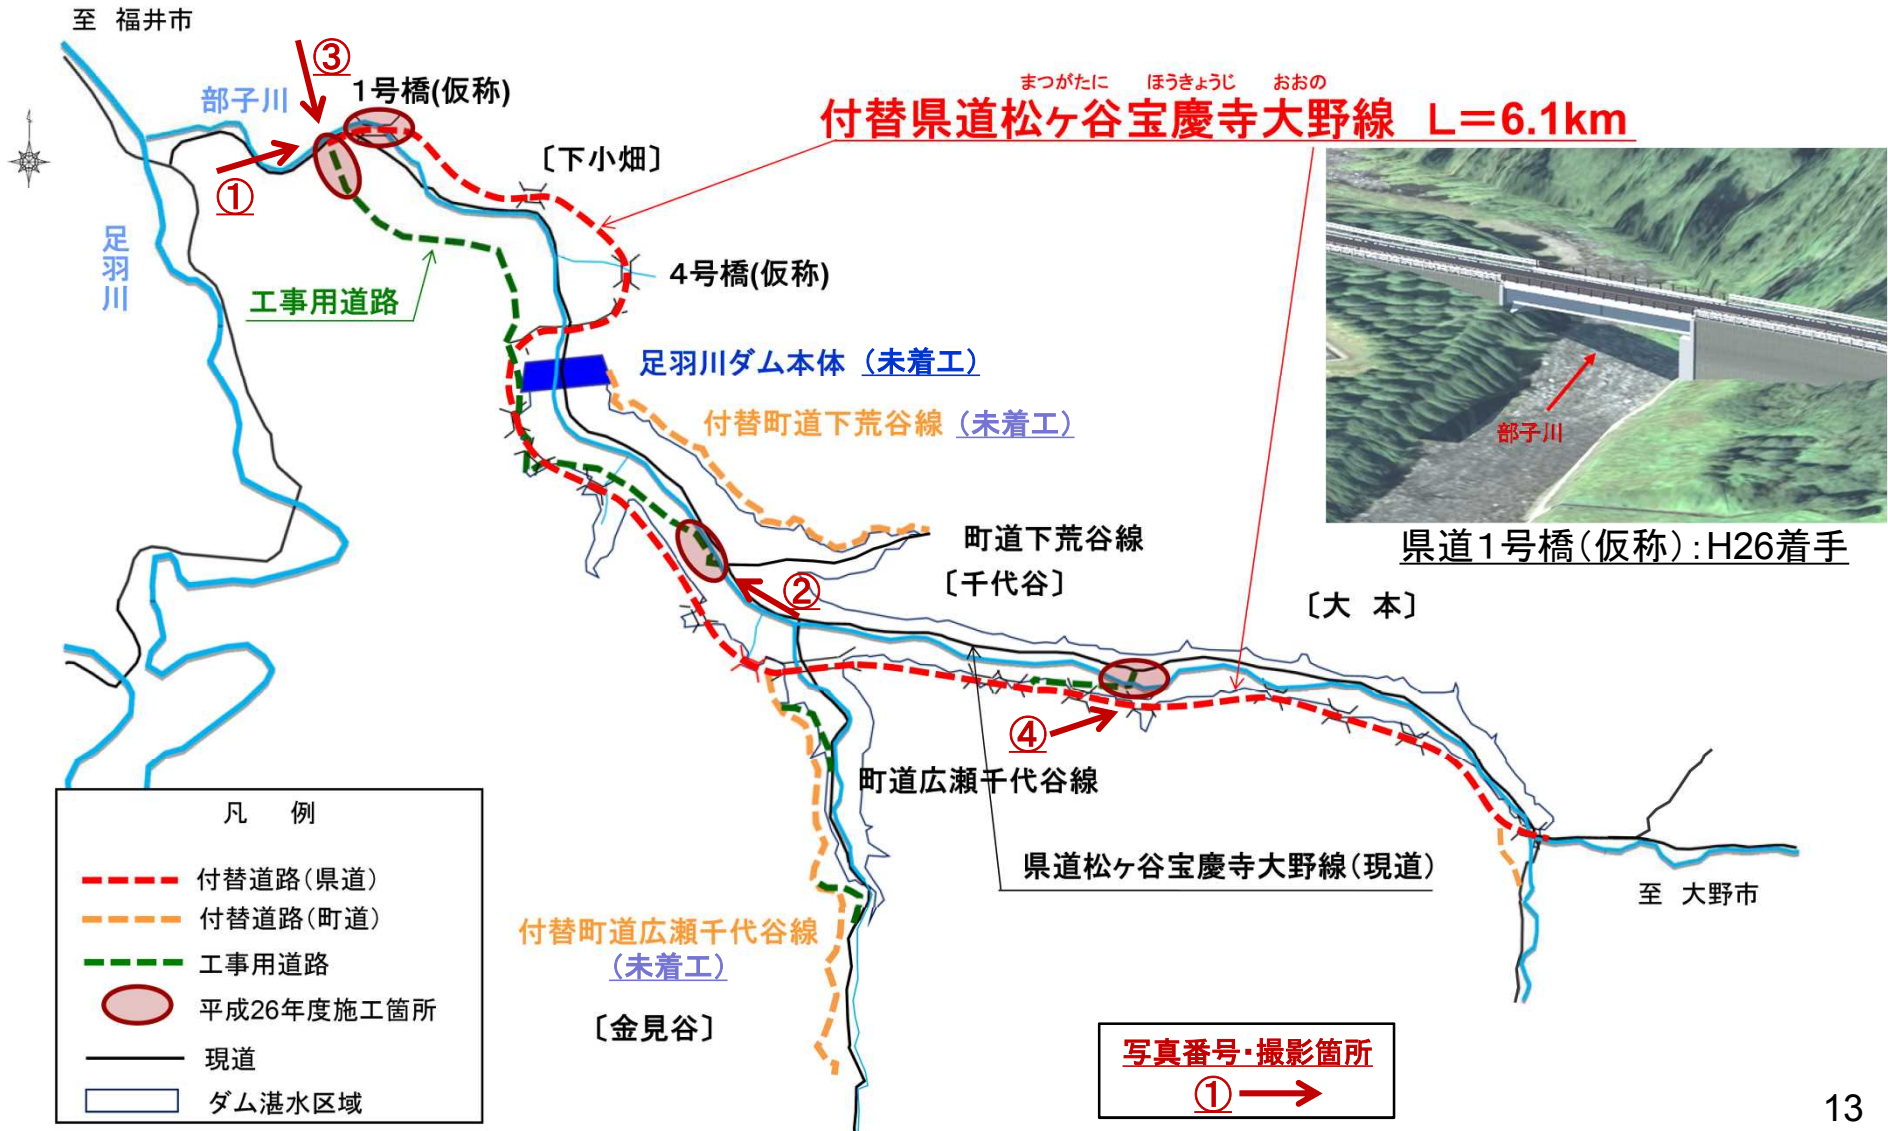 至 福井市
③
部子川
1号橋(仮称)
①
〔下小畑〕
まつがたに ほうきょうじ おおの
付替県道松ヶ谷宝慶寺大野線 L=6.1km
足羽川
4号橋(仮称)
工事用道路
足羽川ダム本体 (未着工)
付替町道下荒谷線 (未着工)
部子川
県道1号橋(仮称):H26着手
町道下荒谷線
〔千代谷〕
②
〔大 本〕
④
町道広瀬千代谷線
県道松ヶ谷宝慶寺大野線(現道)
至 大野市
付替町道広瀬千代谷線
(未着工)
〔金見谷〕
凡 例
付替道路(県道)
付替道路(町道)
工事用道路
平成26年度施工箇所
現道
ダム湛水区域
写真番号・撮影箇所
①
13